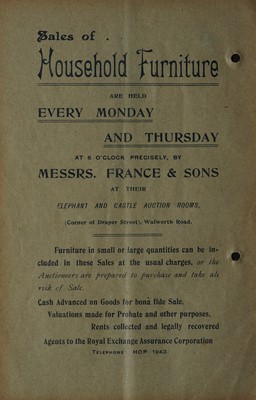 Sales of . .
Household Furniture
ARE HELD
EVERY MONDAY
AND THURSDAY
AT 6 O'CLOCK PRECISELY, BY
MESSRS. FRANCE & SONS
AT THEIR
ELEPHANT AND CASTLE AUCTION ROOMS,
(Corner of Draper Street), Walworth Road.
Furniture in small or large quantities can be in-
cluded in these Sales at the usual charges, or the
Auctioneers are prepared to purchase and take all
risk of Sale.
Cash Advanced on Goods for bona fide Sale.
Valuations made for Probate and other purposes.
Rents collected and legally recovered
Agents to the Royal Exchange Assurance Corporation
TELEPHONE: HOP 1943.